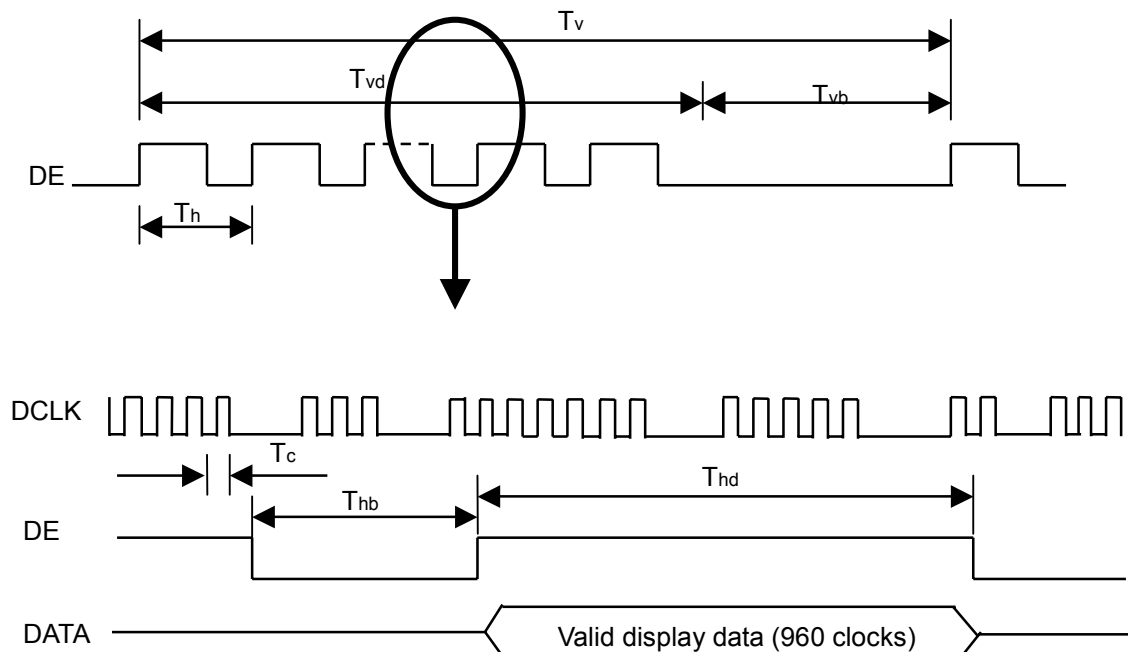 Tv
Tvd
Tvb
DE
Th
DCLK
Tc
Thd
Thb
DE
DATA
Valid display data (960 clocks)